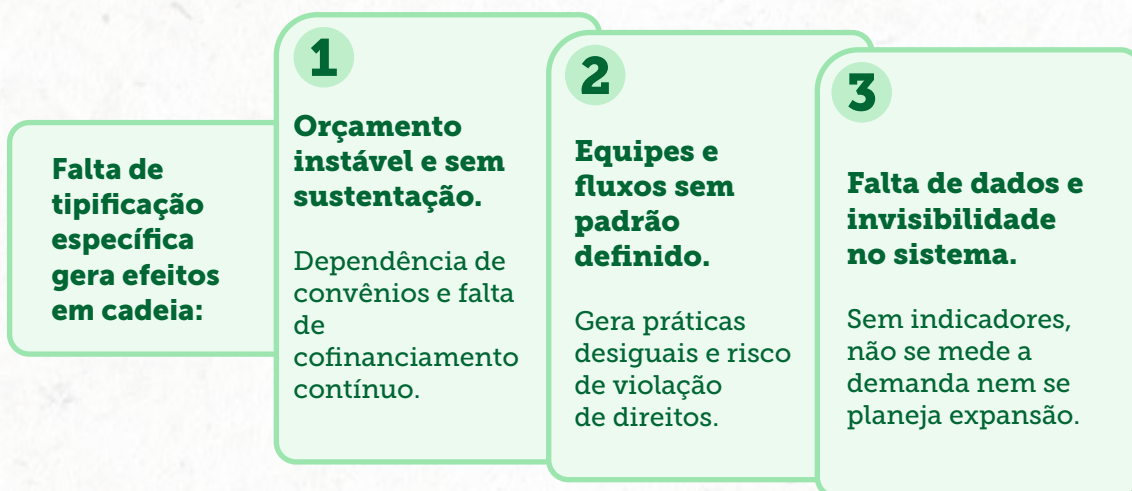 Falta de
tipificação
específica
gera efeitos
em cadeia:
1
Orçamento
instável e sem
sustentação.
Dependência de
convênios e falta
de
cofinanciamento
contínuo.
2
Equipes e
fluxos sem
padrão
definido.
Gera práticas
desiguais e risco
de violação
de direitos.
3
Falta de dados e
invisibilidade
no sistema.
Sem indicadores,
não se mede a
demanda nem se
planeja expansão.